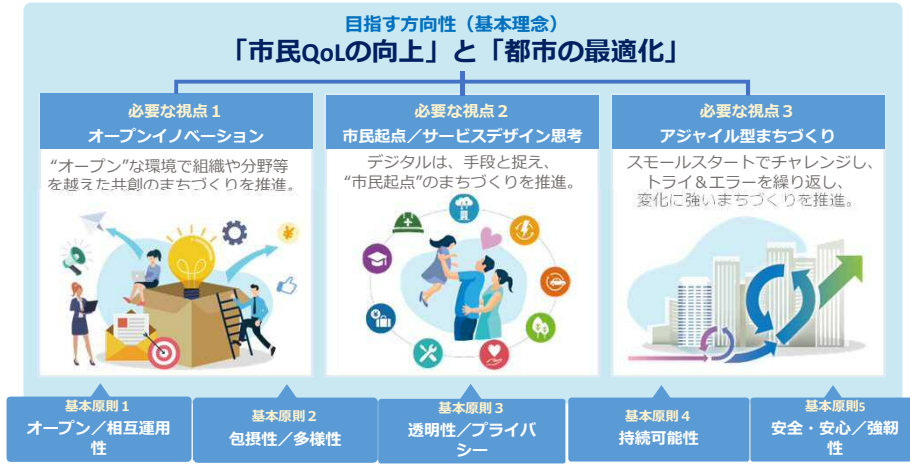 目指す方向性（基本理念）
「市民QoLの向上」と「都市の最適化」
必要な視点１
オープンイノベーション
“オープン”な環境で組織や分野等
を越えた共創のまちづくりを推進。
必要な視点２
市民起点／サービスデザイン思考
デジタルは、手段と捉え、
“市民起点”のまちづくりを推進。
必要な視点３
アジャイル型まちづくり
スモールスタートでチャレンジし、
トライ＆エラーを繰り返し、
変化に強いまちづくりを推進。
基本原則１
オープン／相互運用
性
基本原則２
包摂性／多様性
基本原則３
透明性／プライバ
シー
基本原則４
持続可能性
基本原則5
安全・安心／強靭
性